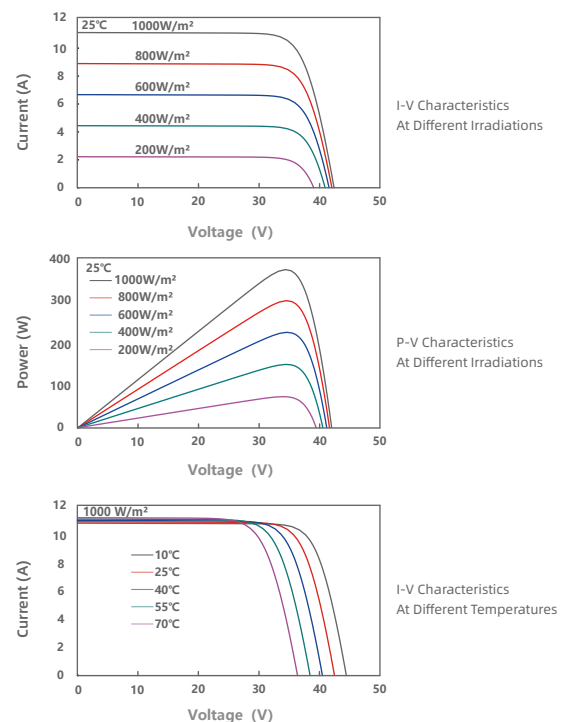 12
25℃
1000W/m²
10
800W/m²
8
600W/m²
6
400W/m²
4
200W/m²
2
0
0
10
20
30
40
50
Current (A)
Voltage (V)
I-V Characteristics
At Different Irradiations
400
25℃
1000W/m²
300
800W/m²
600W/m²
200
400W/m²
200W/m²
100
0
0
10
20
30
40
50
Power (W)
Voltage (V)
P-V Characteristics
At Different Irradiations
12
1000 W/m²
10
10℃
25℃
8
40℃
6
55℃
70℃
4
2
0
0
10
20
30
40
50
Current (A)
Voltage (V)
I-V Characteristics
At Different Temperatures